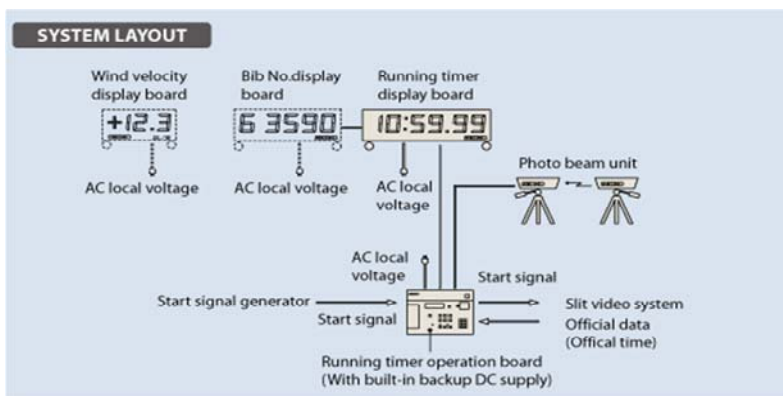 SYSTEM LAYOUT
Wind velocity
display board
Bib No.display
board
Running timer
display board
+12.3
6 3590
10:59.99
AC local voltage
AC local voltage
AC local
voltage
Photo beam unit
AC local
voltage
Start signal
Start signal generator
Start signal
Slit video system
Official data
(Offical time)
Running timer operation board
(With built-in backup DC supply)